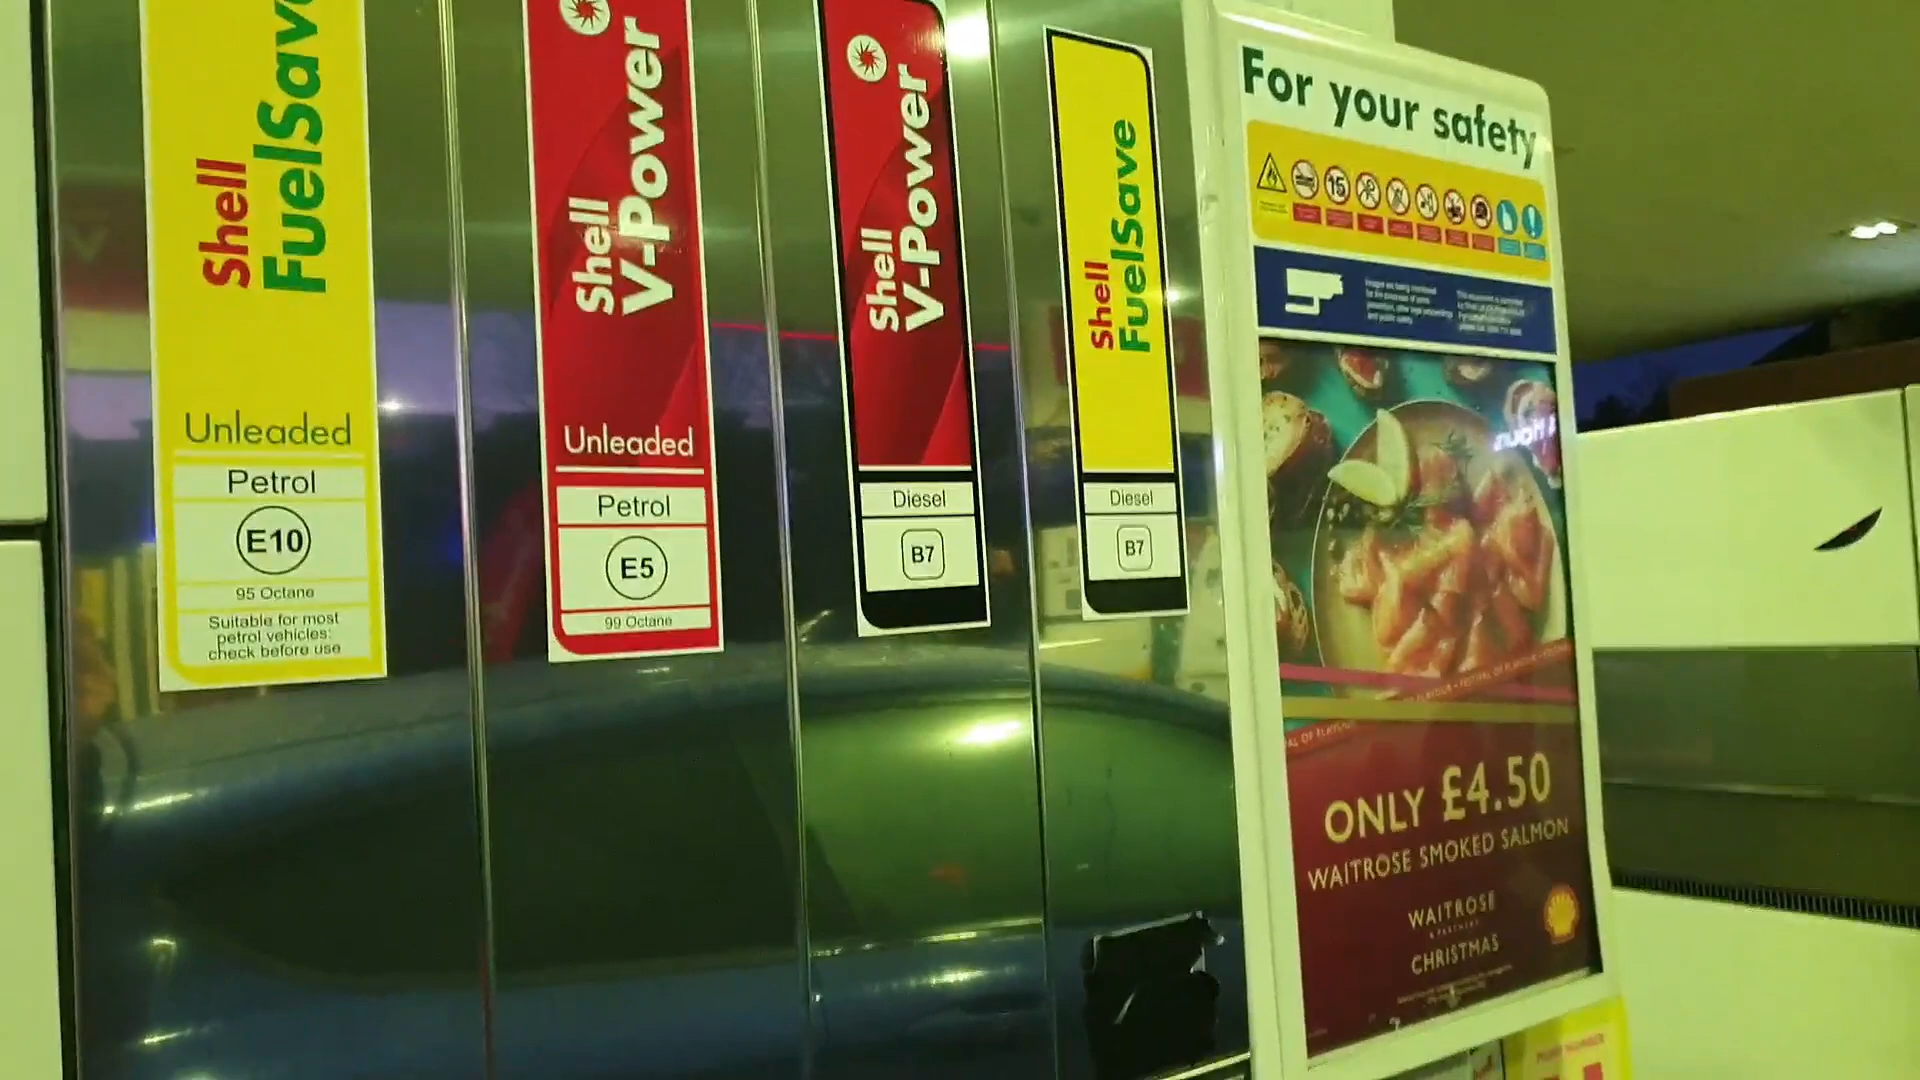 Shell
FuelSave
Unleaded
Petrol
E10
95 Octane
Suitable for most
petrol vehicles:
check before use
Shell
V-Power
Unleaded
Petrol
E5
99 Octane
Shell
V-Power
Diesel
B7
Shell
FuelSave
Diesel
B7
For your safety
15
ONLY £4.50
WAITROSE SMOKED SALMON
WAITROSE
& PARTNERS
CHRISTMAS